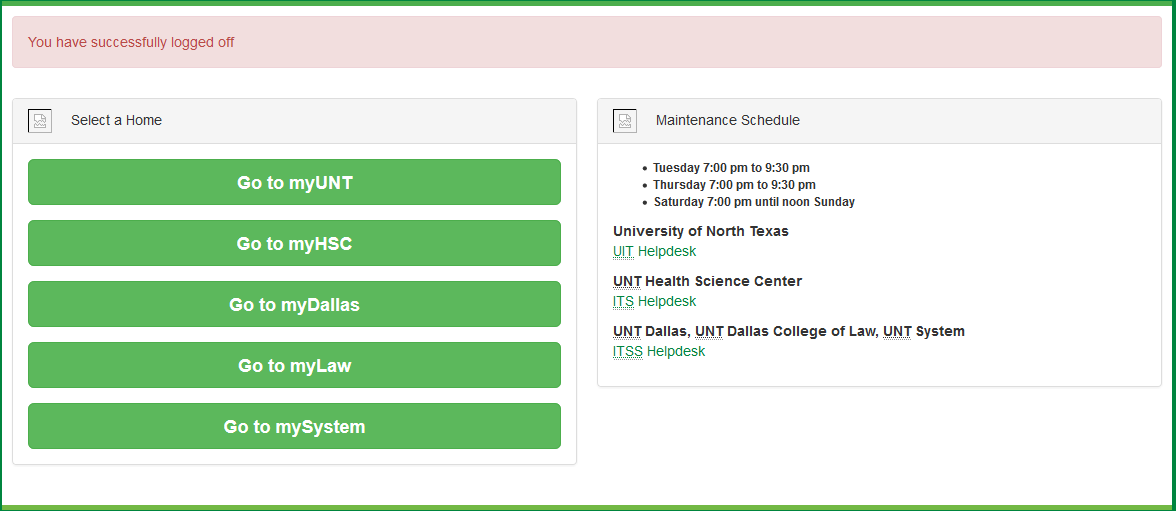 You have successfully logged off
Select a Home
Go to myUNT
Go to myHSC
Go to myDallas
Go to myLaw
Go to mySystem
Maintenance Schedule
• Tuesday 7:00 pm to 9:30 pm
• Thursday 7:00 pm to 9:30 pm
• Saturday 7:00 pm until noon Sunday
University of North Texas
UIT Helpdesk
UNT Health Science Center
ITS Helpdesk
UNT Dallas, UNT Dallas College of Law, UNT System
ITSS Helpdesk